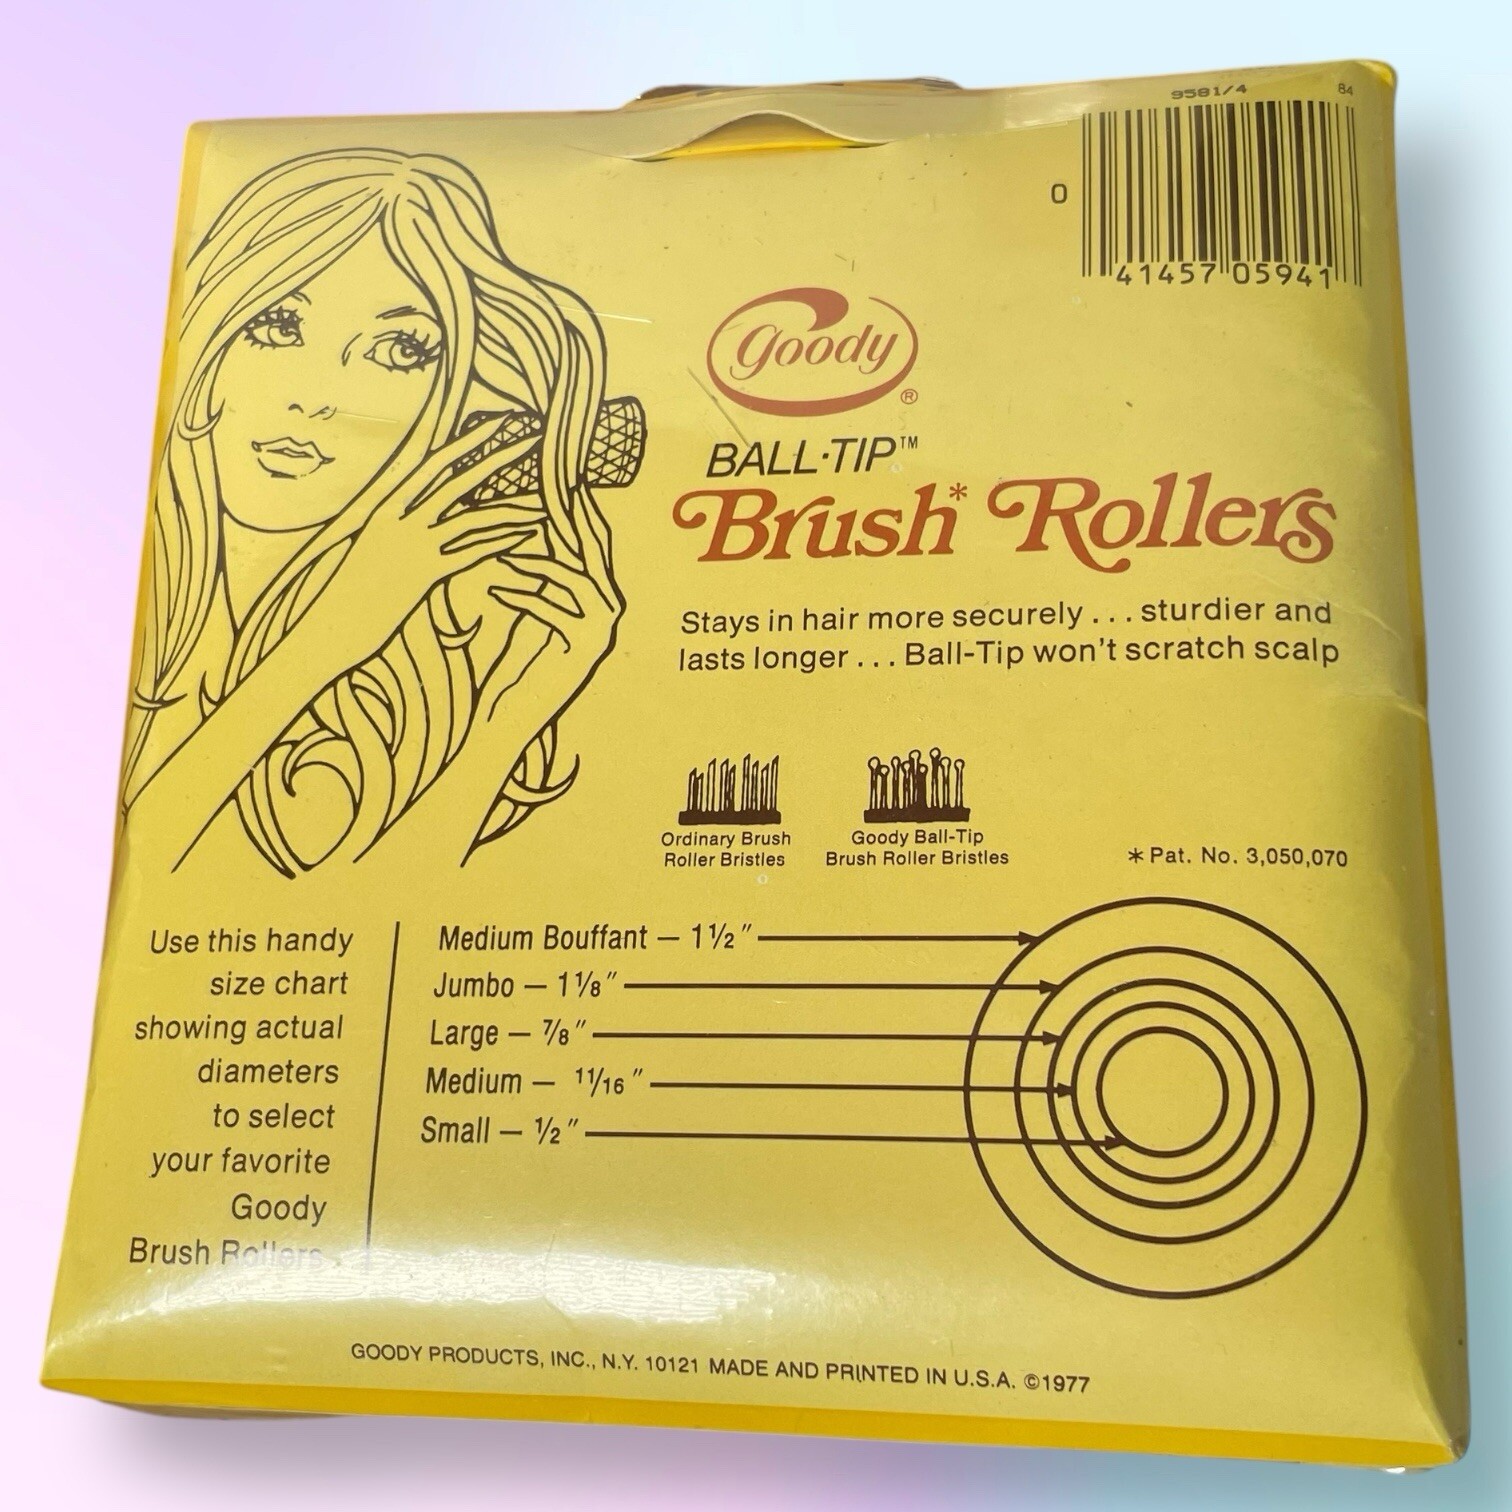 9581/4
84
0
41457 05941
Goody ®
BALL·TIP™
Brush* Rollers
Stays in hair more securely . . . sturdier and
lasts longer . . . Ball-Tip won't scratch scalp
Ordinary Brush
Roller Bristles
Goody Ball-Tip
Brush Roller Bristles
* Pat. No. 3,050,070
Use this handy
size chart
showing actual
diameters
to select
your favorite
Goody
Brush Rollers.
Medium Bouffant — 1½"
Jumbo — 1⅛"
Large — ⅞"
Medium — 11/16"
Small — ½"
GOODY PRODUCTS, INC., N.Y. 10121 MADE AND PRINTED IN U.S.A. ©1977